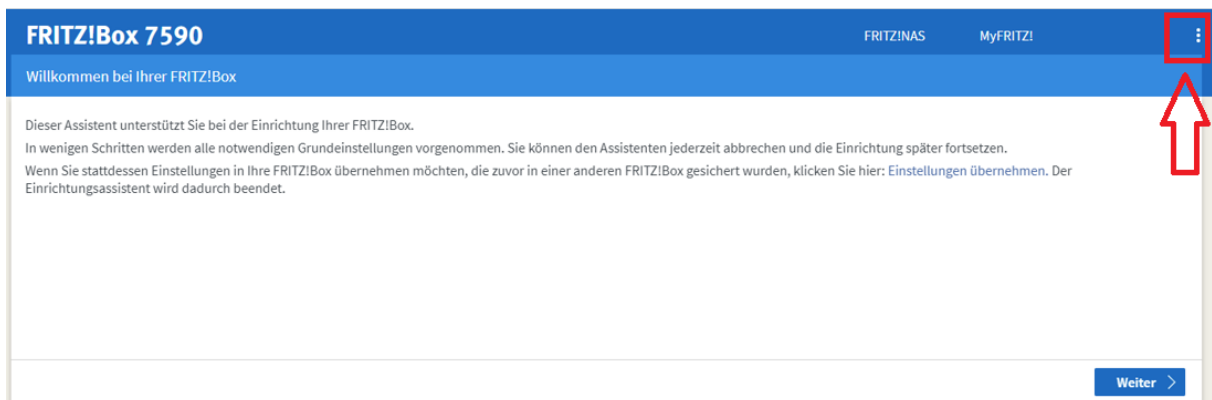 FRITZ!Box 7590
FRITZ!NAS
MyFRITZ!
Willkommen bei Ihrer FRITZ!Box
Dieser Assistent unterstützt Sie bei der Einrichtung Ihrer FRITZ!Box.
In wenigen Schritten werden alle notwendigen Grundeinstellungen vorgenommen. Sie können den Assistenten jederzeit abbrechen und die Einrichtung später fortsetzen.
Wenn Sie stattdessen Einstellungen in Ihre FRITZ!Box übernehmen möchten, die zuvor in einer anderen FRITZ!Box gesichert wurden, klicken Sie hier: Einstellungen übernehmen. Der
Einrichtungsassistent wird dadurch beendet.
Weiter